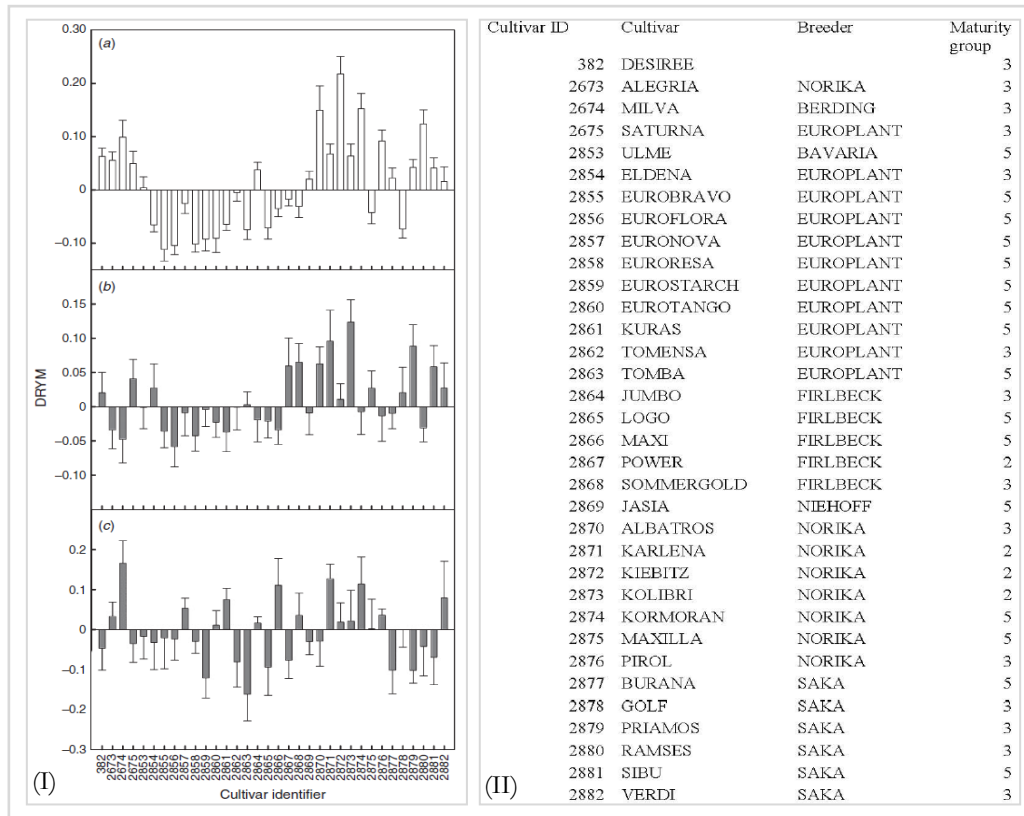 0.30
(a)
0.20
0.10
0
–0.10
(b)
0.15
0.10
0.05
0
–0.05
–0.10
DRYM
(c)
0.2
0.1
0
–0.1
–0.2
–0.3
382 2673 2674 2675 2853 2854 2855 2856 2857 2858 2859 2860 2861 2862 2863 2864 2865 2866 2867 2868 2869 2870 2871 2872 2873 2874 2875 2876 2877 2878 2879 2880 2881 2882
Cultivar identifier
(I)
Cultivar ID Cultivar Breeder Maturity
group
382 DESIREE 3
2673 ALEGRIA NORIKA 3
2674 MILVA BERDING 3
2675 SATURNA EUROPLANT 3
2853 ULME BAVARIA 5
2854 ELDENA EUROPLANT 3
2855 EUROBRAVO EUROPLANT 5
2856 EUROFLORA EUROPLANT 5
2857 EURONOVA EUROPLANT 5
2858 EURORESA EUROPLANT 5
2859 EUROSTARCH EUROPLANT 5
2860 EUROTANGO EUROPLANT 5
2861 KURAS EUROPLANT 5
2862 TOMENSA EUROPLANT 3
2863 TOMBA EUROPLANT 5
2864 JUMBO FIRLBECK 3
2865 LOGO FIRLBECK 5
2866 MAXI FIRLBECK 5
2867 POWER FIRLBECK 2
2868 SOMMERGOLD FIRLBECK 3
2869 JASIA NIEHOFF 5
2870 ALBATROS NORIKA 3
2871 KARLENA NORIKA 2
2872 KIEBITZ NORIKA 2
2873 KOLIBRI NORIKA 2
2874 KORMORAN NORIKA 5
2875 MAXILLA NORIKA 5
2876 PIROL NORIKA 3
2877 BURANA SAKA 5
2878 GOLF SAKA 3
2879 PRIAMOS SAKA 3
2880 RAMSES SAKA 3
2881 SIBU SAKA 5
2882 VERDI SAKA 3
(II)